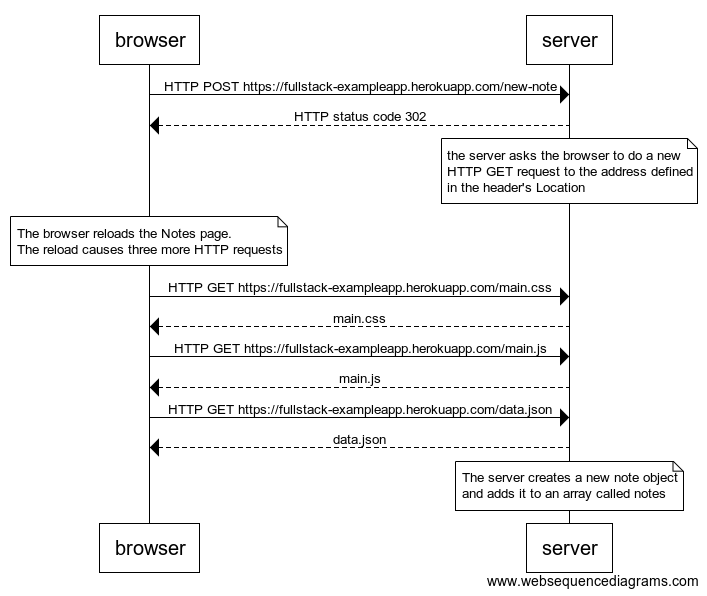 browser
server
HTTP POST https://fullstack-exampleapp.herokuapp.com/new-note
HTTP status code 302
the server asks the browser to do a new
HTTP GET request to the address defined
in the header's Location
The browser reloads the Notes page.
The reload causes three more HTTP requests
HTTP GET https://fullstack-exampleapp.herokuapp.com/main.css
main.css
HTTP GET https://fullstack-exampleapp.herokuapp.com/main.js
main.js
HTTP GET https://fullstack-exampleapp.herokuapp.com/data.json
data.json
The server creates a new note object
and adds it to an array called notes
browser
server
www.websequencediagrams.com